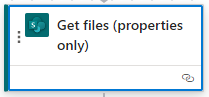 Get files (properties
only)